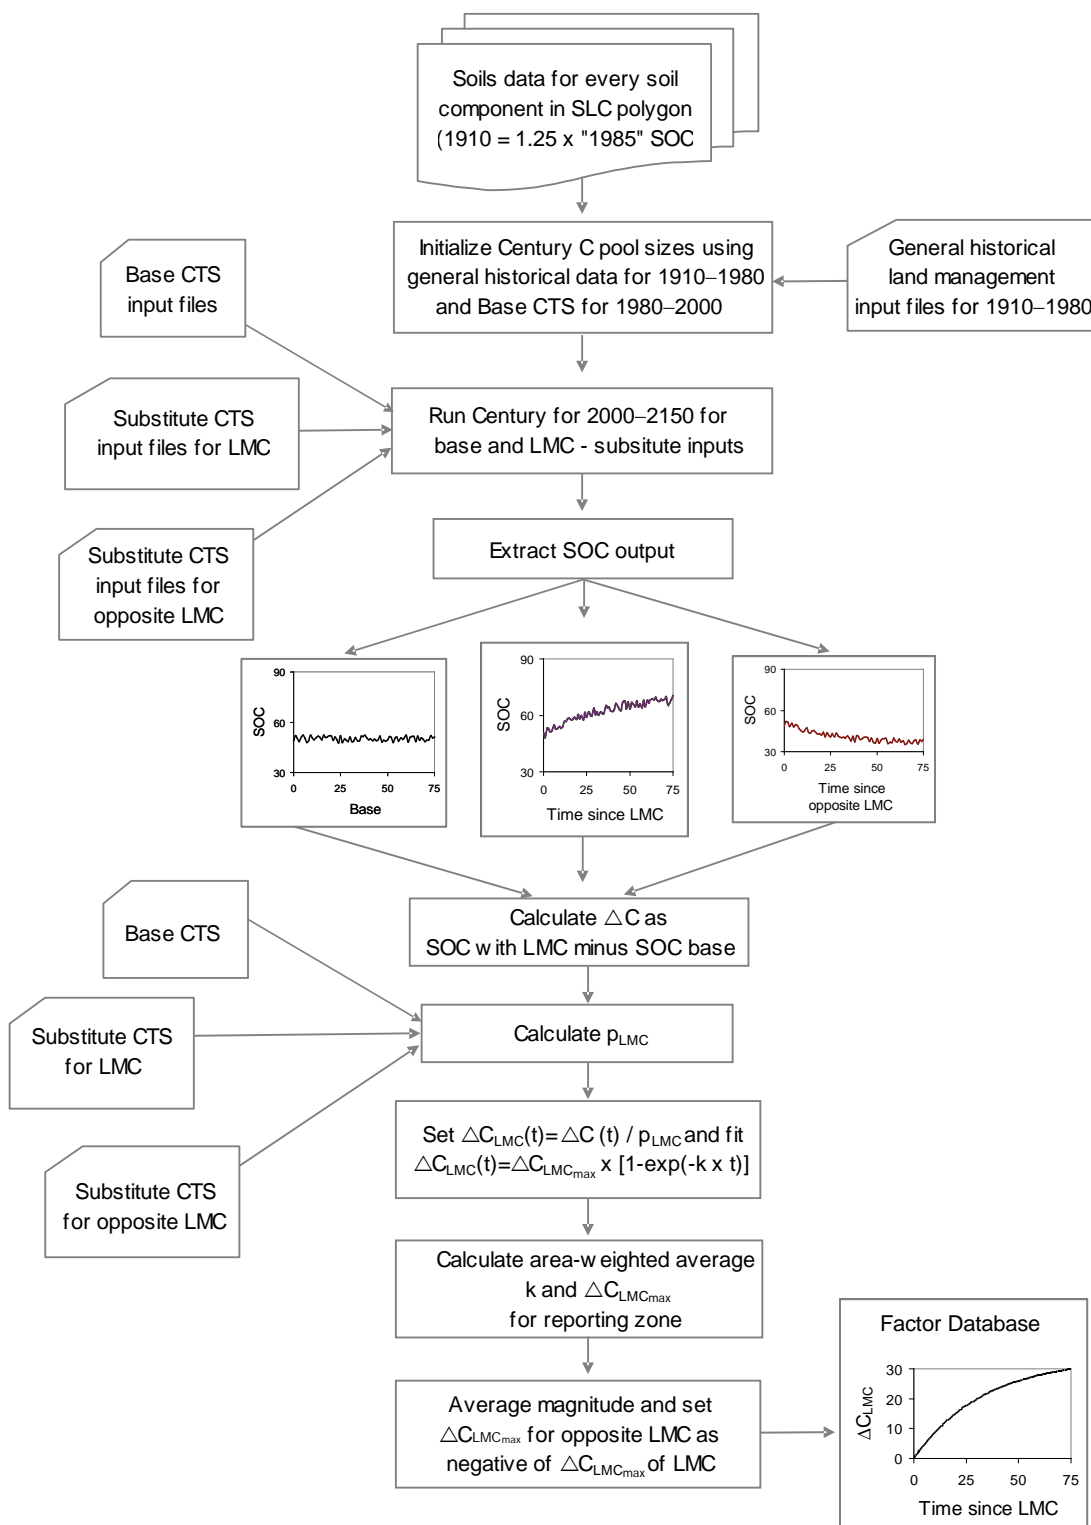 Soils data for every soil
component in SLC polygon
(1910 = 1.25 x "1985" SOC
Initialize Century C pool sizes using
general historical data for 1910–1980
and Base CTS for 1980–2000
General historical
land management
input files for 1910–1980
Base CTS
input files
Substitute CTS
input files for LMC
Substitute CTS
input files for
opposite LMC
Run Century for 2000–2150 for
base and LMC - subsitute inputs
Extract SOC output
SOC
90
60
30
0 25 50 75
Base
SOC
90
60
30
0 25 50 75
Time since LMC
SOC
90
60
30
0 25 50 75
Time since
opposite LMC
Calculate △C as
SOC with LMC minus SOC base
Base CTS
Substitute CTS
for LMC
Substitute CTS
for opposite LMC
Calculate pLMC
Set △CLMC(t)=△C (t) / pLMC and fit
△CLMC(t)=△CLMCmax x [1-exp(-k x t)]
Calculate area-weighted average
k and △CLMCmax
for reporting zone
Average magnitude and set
△CLMCmax for opposite LMC as
negative of △CLMCmax of LMC
Factor Database
ΔCLMC
30
20
10
0
0 25 50 75
Time since LMC